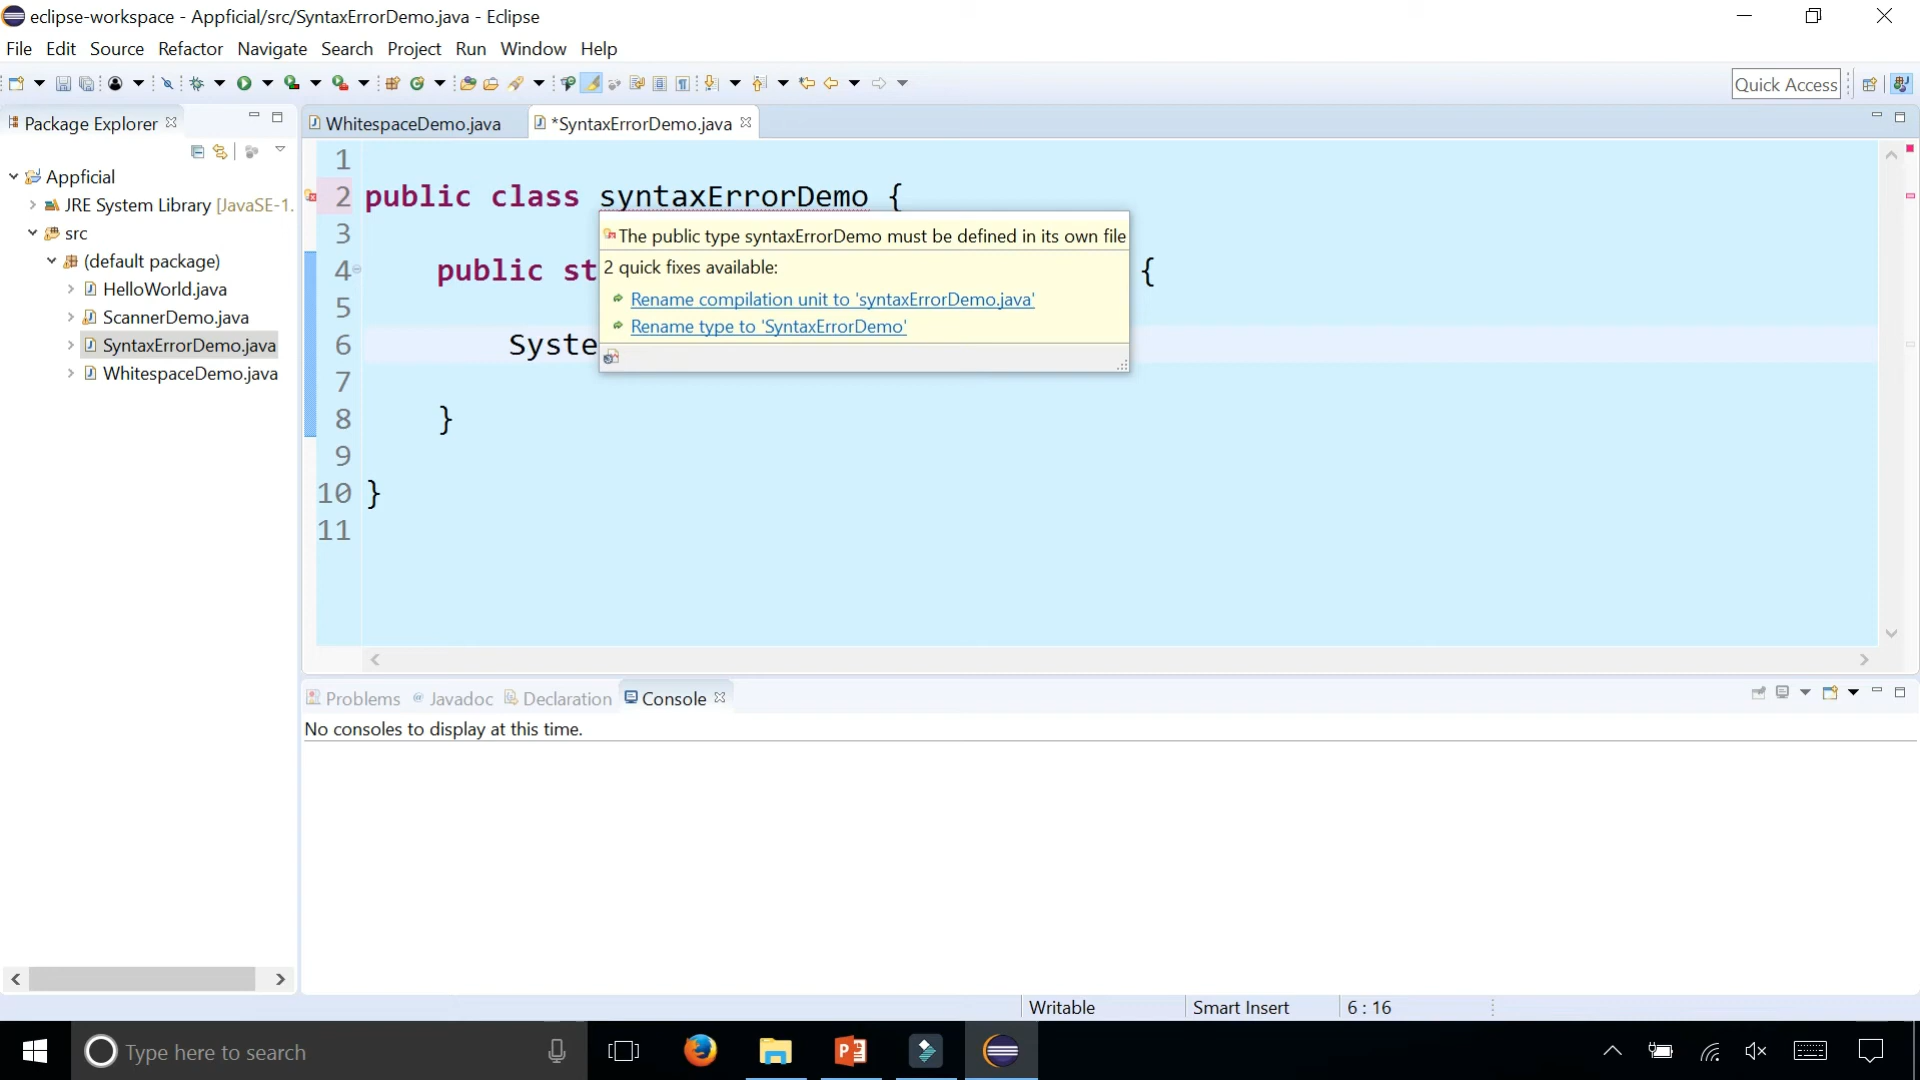 eclipse-workspace - Appficial/src/SyntaxErrorDemo.java - Eclipse
File Edit Source Refactor Navigate Search Project Run Window Help
Quick Access
Package Explorer
WhitespaceDemo.java
*SyntaxErrorDemo.java
Appficial
JRE System Library [JavaSE-1.
src
(default package)
HelloWorld.java
ScannerDemo.java
SyntaxErrorDemo.java
WhitespaceDemo.java
1
2 public class syntaxErrorDemo {
3
4 public st {
5
6 Syste
7
8 }
9
10 }
11
The public type syntaxErrorDemo must be defined in its own file
2 quick fixes available:
Rename compilation unit to 'syntaxErrorDemo.java'
Rename type to 'SyntaxErrorDemo'
Problems @ Javadoc Declaration Console
No consoles to display at this time.
Writable Smart Insert 6 : 16
Type here to search